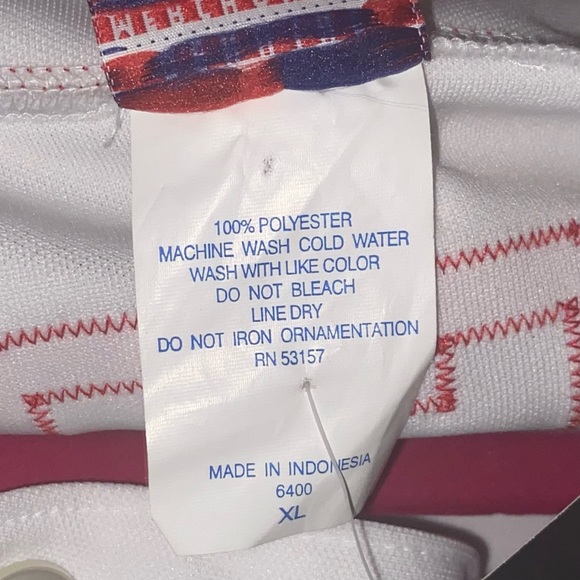 100% POLYESTER
MACHINE WASH COLD WATER
WASH WITH LIKE COLOR
DO NOT BLEACH
LINE DRY
DO NOT IRON ORNAMENTATION
RN 53157
MADE IN INDONESIA
6400
XL